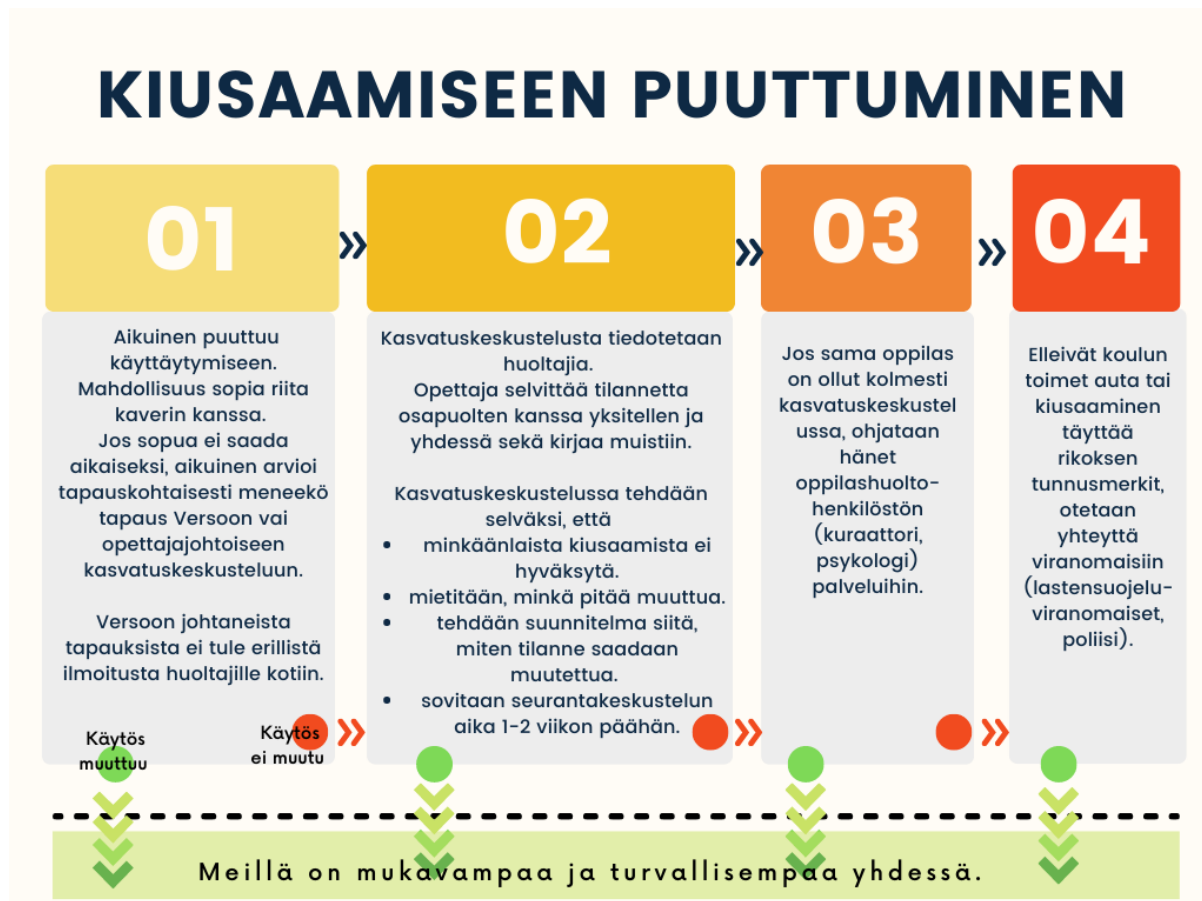 KIUSAAMISEEN PUUTTUMINEN
01
Aikuinen puuttuu
käyttäytymiseen.
Mahdollisuus sopia riita
kaverin kanssa.
Jos sopua ei saada
aikaiseksi, aikuinen arvioi
tapauskohtaisesti meneekö
tapaus Versoon vai
opettajajohtoiseen
kasvatuskeskusteluun.
Versoon johtaneista
tapauksista ei tule erillistä
ilmoitusta huoltajille kotiin.
Käytös
muuttuu
Käytös
ei muutu
02
Kasvatuskeskustelusta tiedotetaan
huoltajia.
Opettaja selvittää tilannetta
osapuolten kanssa yksitellen ja
yhdessä sekä kirjaa muistiin.
Kasvatuskeskustelussa tehdään
selväksi, että
• minkäänlaista kiusaamista ei
hyväksytä.
• mietitään, minkä pitää muuttua.
• tehdään suunnitelma siitä,
miten tilanne saadaan
muutettua.
• sovitaan seurantakeskustelun
aika 1-2 viikon päähän.
03
Jos sama oppilas
on ollut kolmesti
kasvatuskeskustel
ussa, ohjataan
hänet
oppilashuolto-
henkilöstön
(kuraattori,
psykologi)
palveluihin.
04
Elleivät koulun
toimet auta tai
kiusaaminen
täyttää
rikoksen
tunnusmerkit,
otetaan
yhteyttä
viranomaisiin
(lastensuojelu-
viranomaiset,
poliisi).
Meillä on mukavampaa ja turvallisempaa yhdessä.